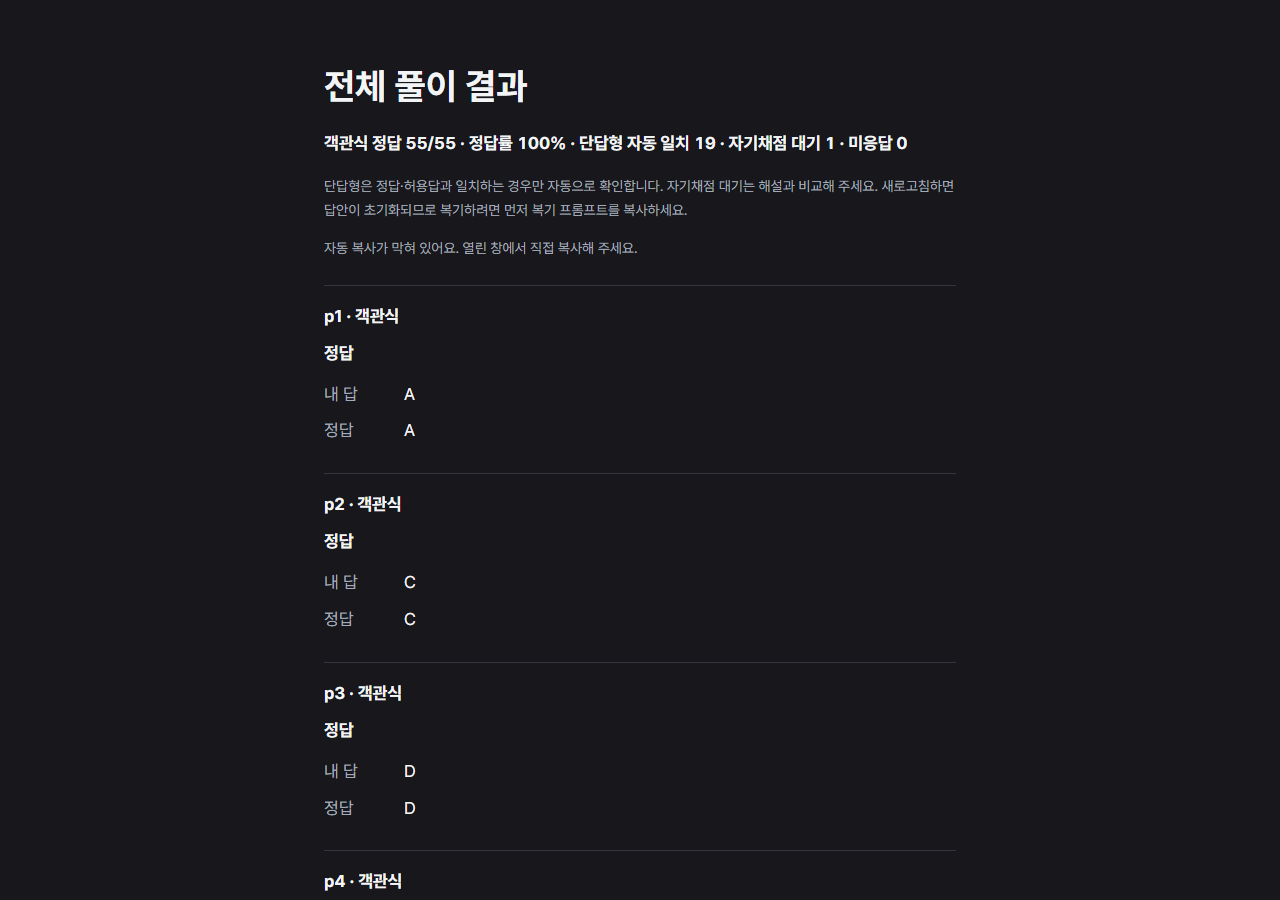 전체 풀이 결과
객관식 정답 55/55 · 정답률 100% · 단답형 자동 일치 19 · 자기채점 대기 1 · 미응답 0
단답형은 정답·허용답과 일치하는 경우만 자동으로 확인합니다. 자기채점 대기는 해설과 비교해 주세요. 새로고침하면
답안이 초기화되므로 복기하려면 먼저 복기 프롬프트를 복사하세요.
자동 복사가 막혀 있어요. 열린 창에서 직접 복사해 주세요.
p1 · 객관식
정답
내 답 A
정답 A
p2 · 객관식
정답
내 답 C
정답 C
p3 · 객관식
정답
내 답 D
정답 D
p4 · 객관식